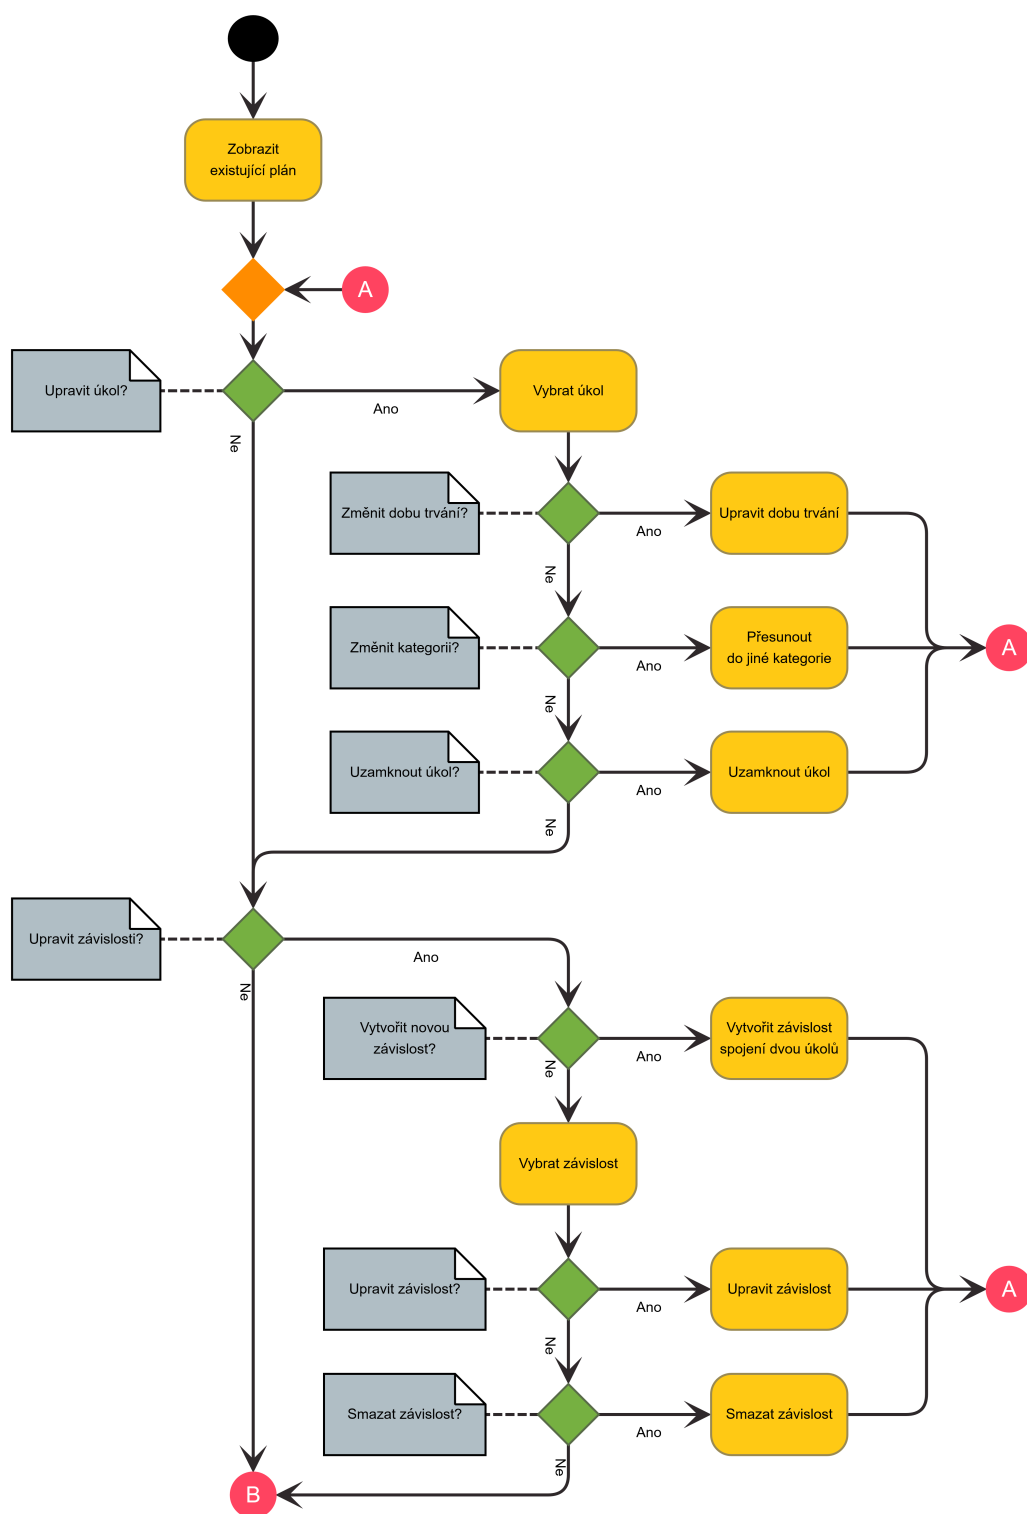 Zobrazit
existující plán
A
Upravit úkol?
Ano
Vybrat úkol
Ne
Změnit dobu trvání?
Ano
Upravit dobu trvání
Ne
Změnit kategorii?
Ano
Přesunout
do jiné kategorie
A
Ne
Uzamknout úkol?
Ano
Uzamknout úkol
Ne
Upravit závislosti?
Ano
Ne
Vytvořit novou
závislost?
Ano
Vytvořit závislost
spojení dvou úkolů
Ne
Vybrat závislost
Upravit závislost?
Ano
Upravit závislost
A
Ne
Smazat závislost?
Ano
Smazat závislost
Ne
B